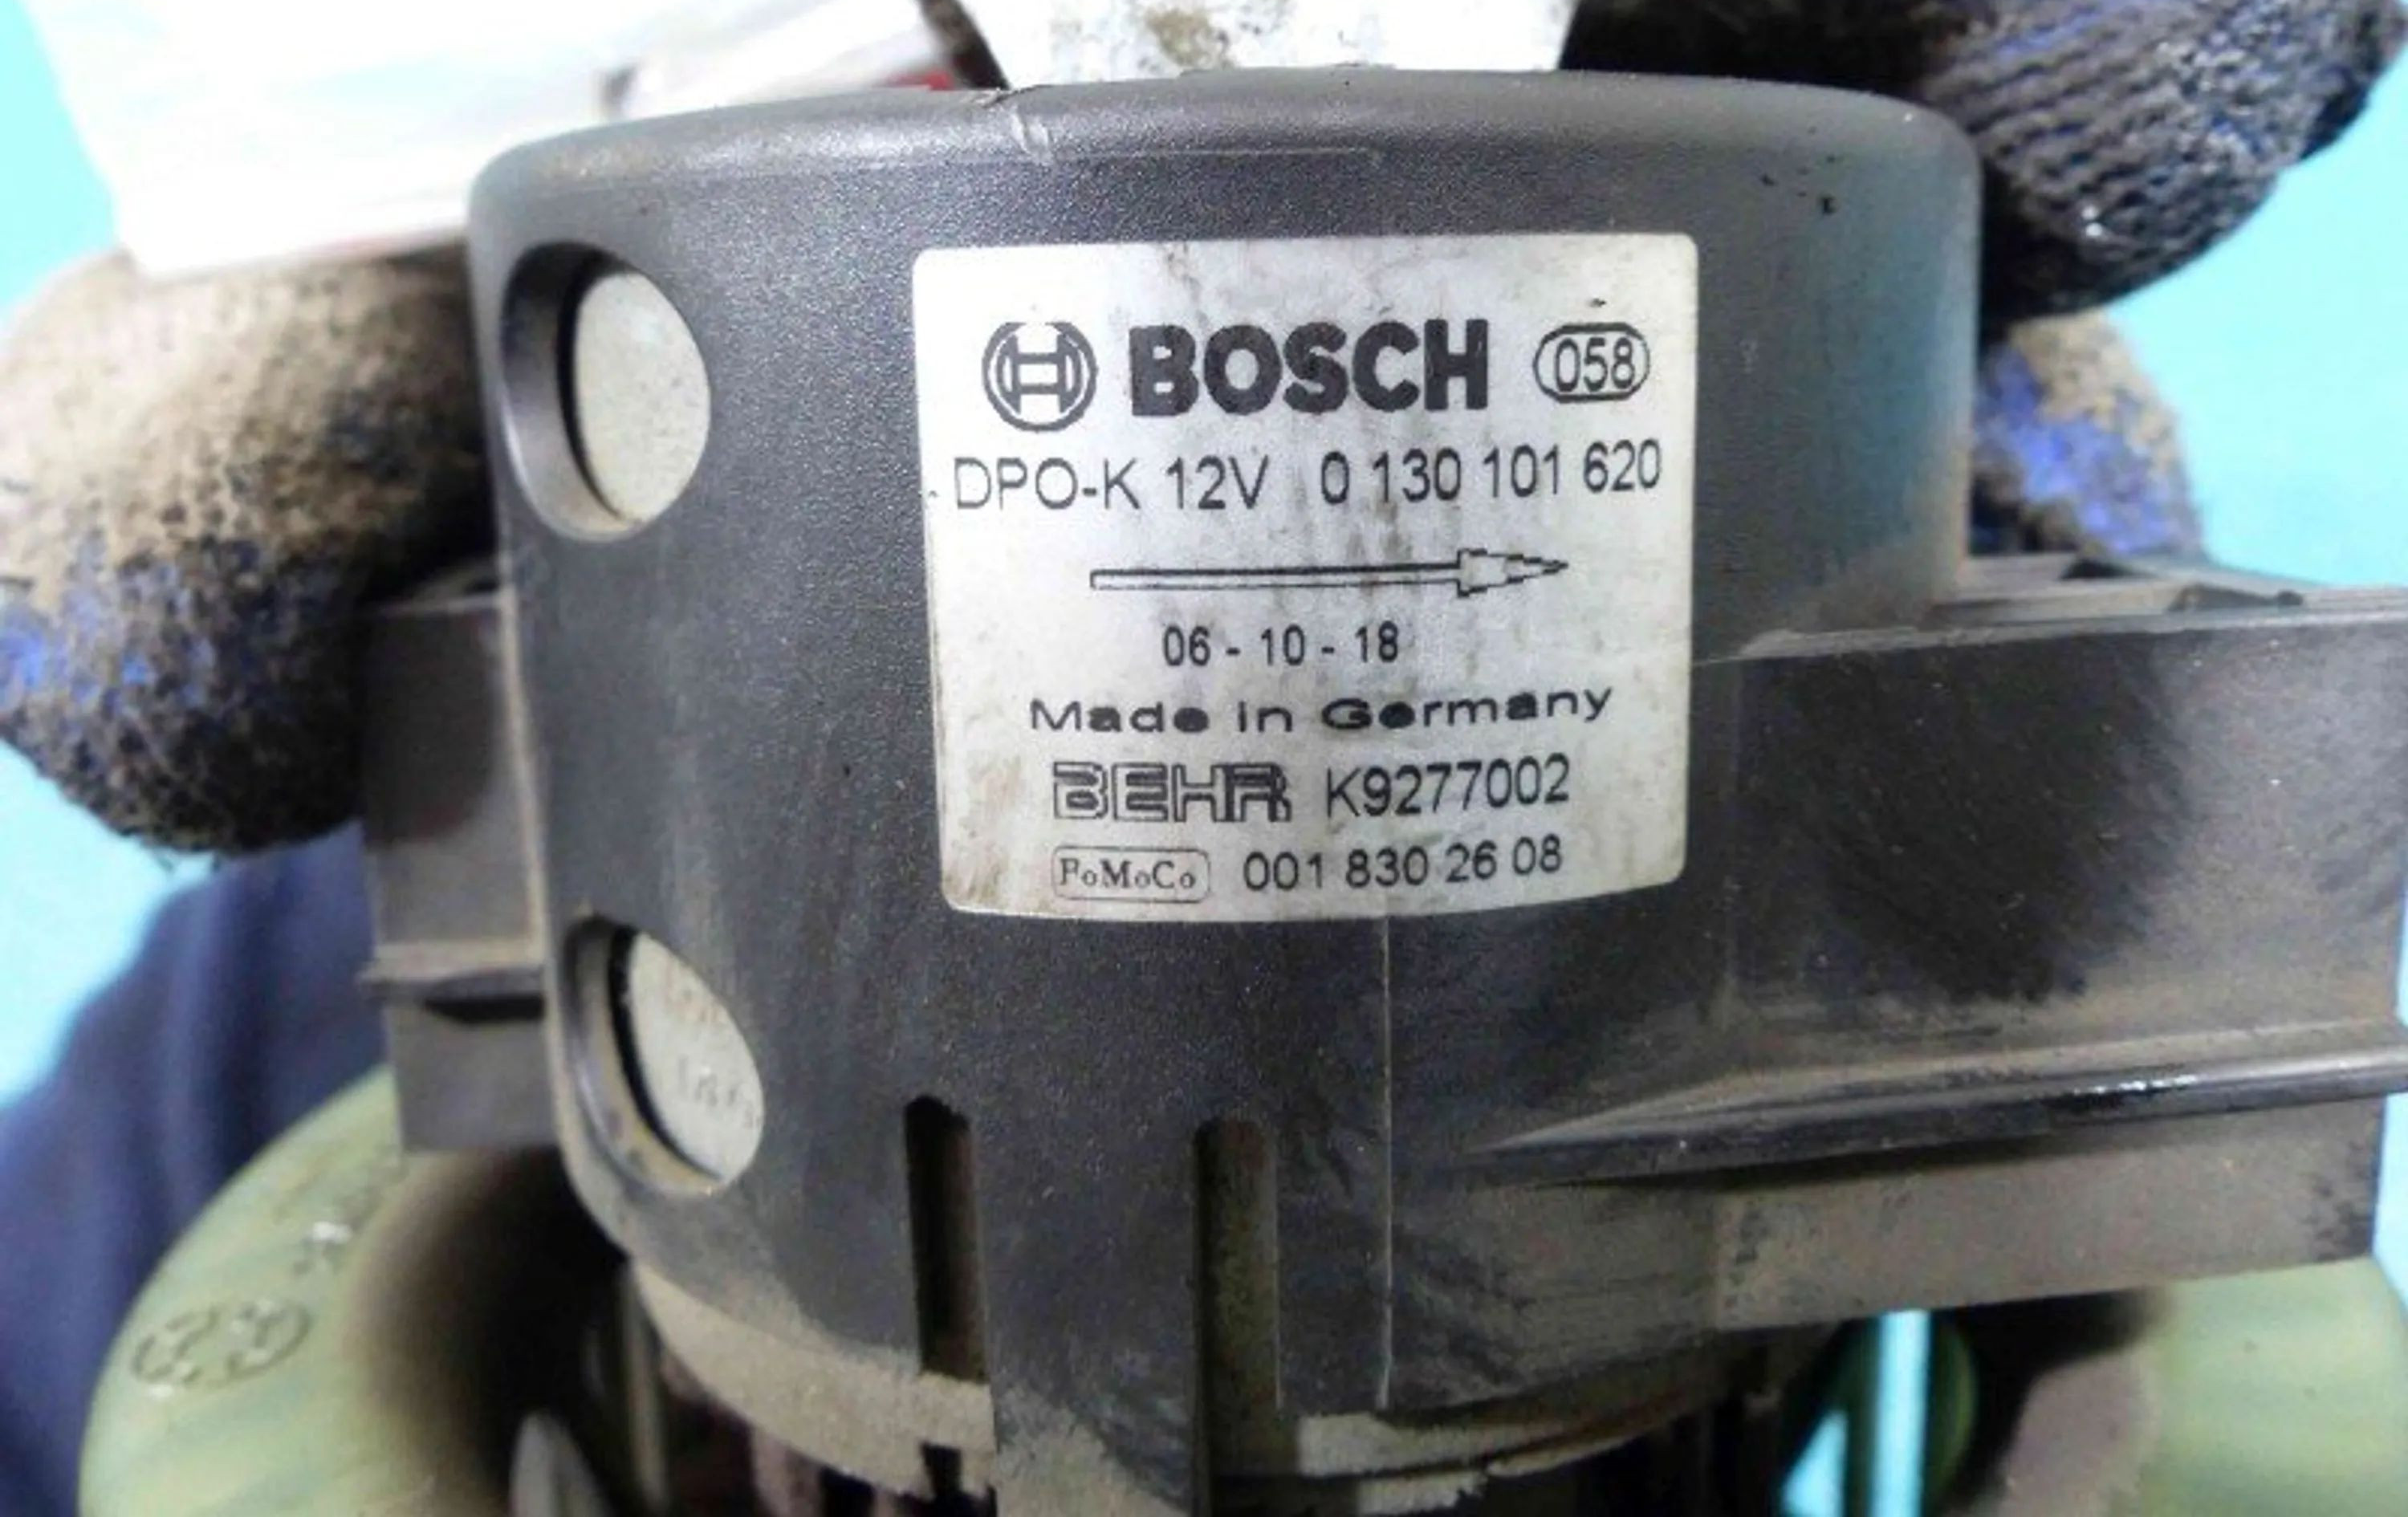 BOSCH 058
DPO-K 12V 0 130 101 620
06 - 10 - 18
Made in Germany
BEHR K9277002
FoMoCo 001 830 26 08